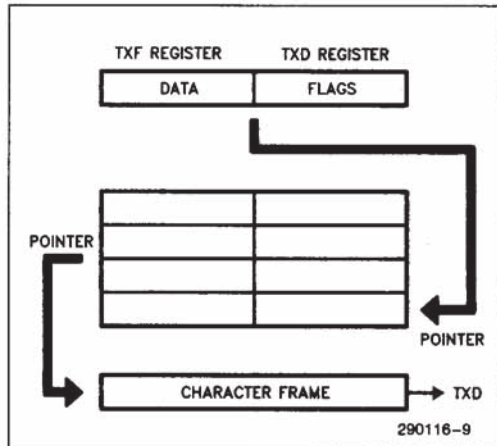 TXF REGISTER TXD REGISTER
DATA FLAGS
POINTER
POINTER
CHARACTER FRAME TXD
290116-9